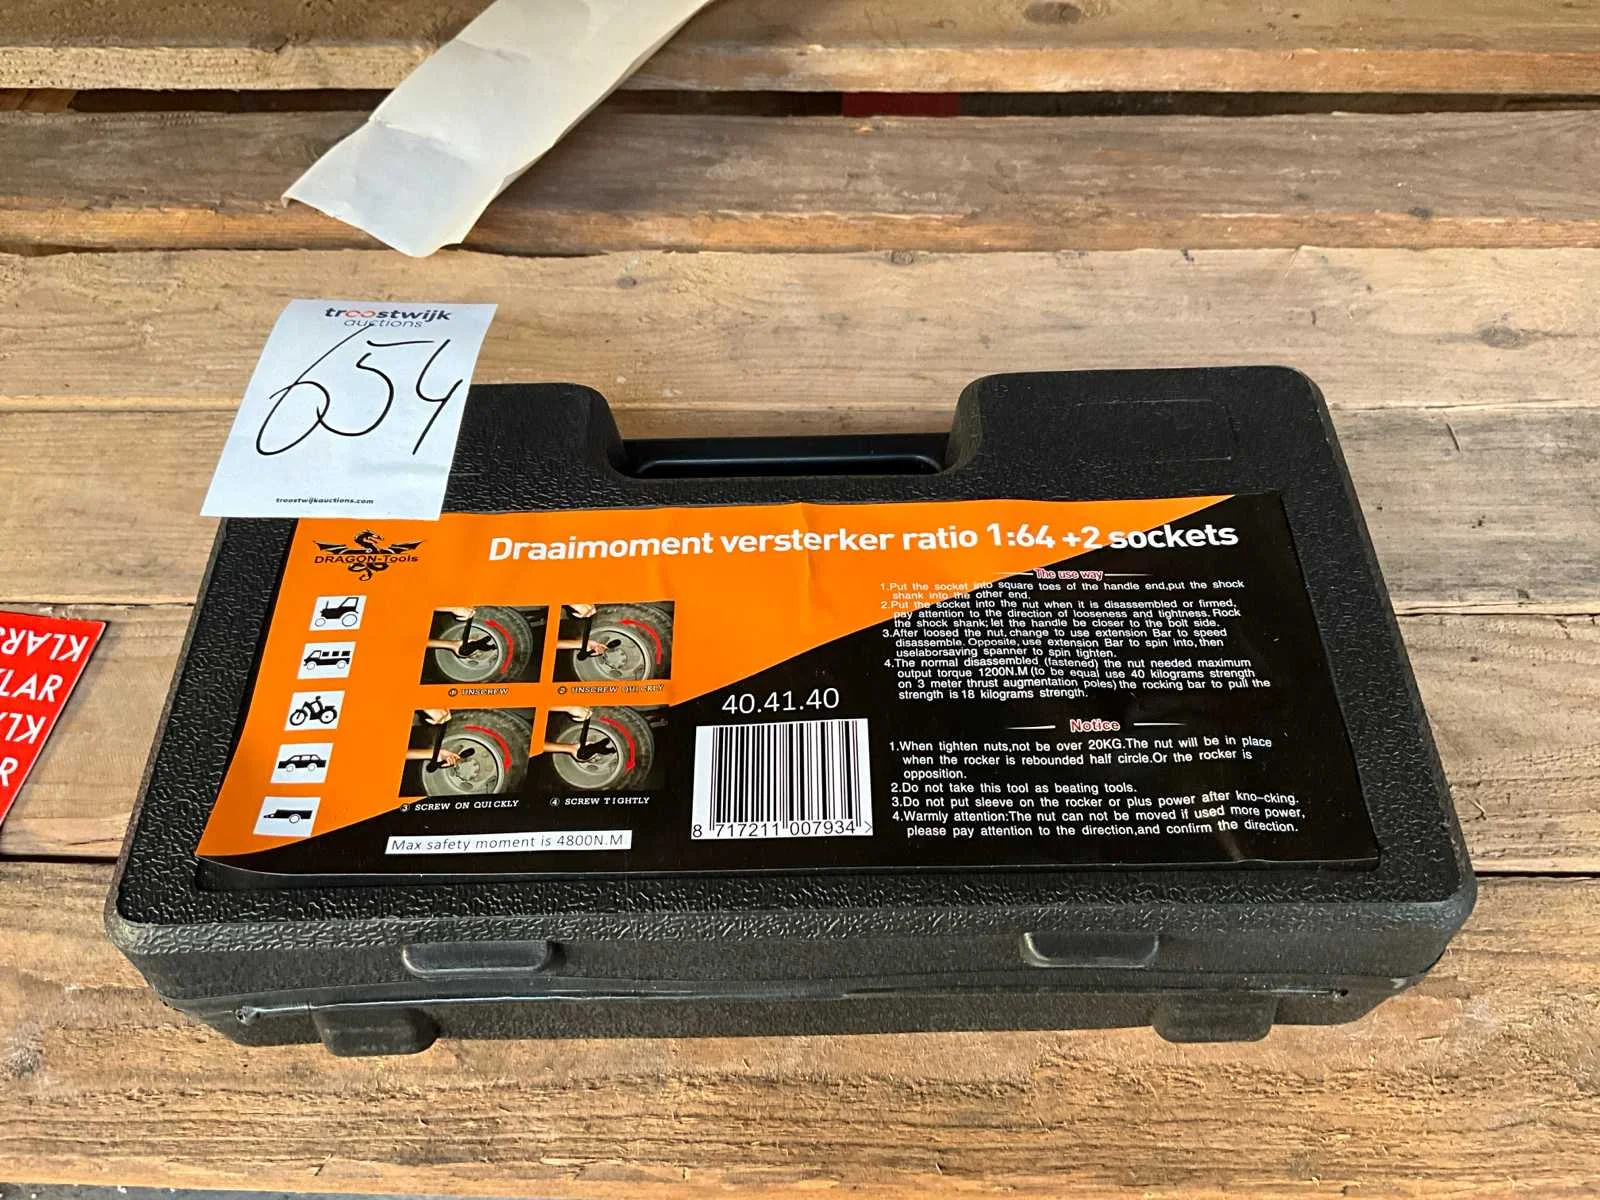 troostwijk
auctions
654
troostwijkauctions.com
KLAR
KLAR
KLAR
DRAGON-Tools
Draaimoment versterker ratio 1:64 +2 sockets
① UNSCREW
② UNSCREW QUICKLY
③ SCREW ON QUICKLY
④ SCREW TIGHTLY
Max safety moment is 4800N.M
40.41.40
8 717211 007934 >
The use way
1.Put the socket into square toes of the handle end,put the shock
shank into the other end.
2.Put the socket into the nut when it is disassembled or firmed,
pay attention to the direction of looseness and tightness. Rock
the shock shank; let the handle be closer to the bolt side.
3.After loosed the nut, change to use extension Bar to speed
disassemble. Opposite, use extension Bar to spin into, then
uselaborsaving spanner to spin tighten.
4.The normal disassembled (fastened) the nut needed maximum
output torque 1200N.M (to be equal use 40 kilograms strength
on 3 meter thrust augmentation poles) the rocking bar to pull the
strength is 18 kilograms strength.
Notice
1.When tighten nuts,not be over 20KG.The nut will be in place
when the rocker is rebounded half circle.Or the rocker is
opposition.
2.Do not take this tool as beating tools.
3.Do not put sleeve on the rocker or plus power after kno-cking.
4.Warmly attention:The nut can not be moved if used more power,
please pay attention to the direction,and confirm the direction.